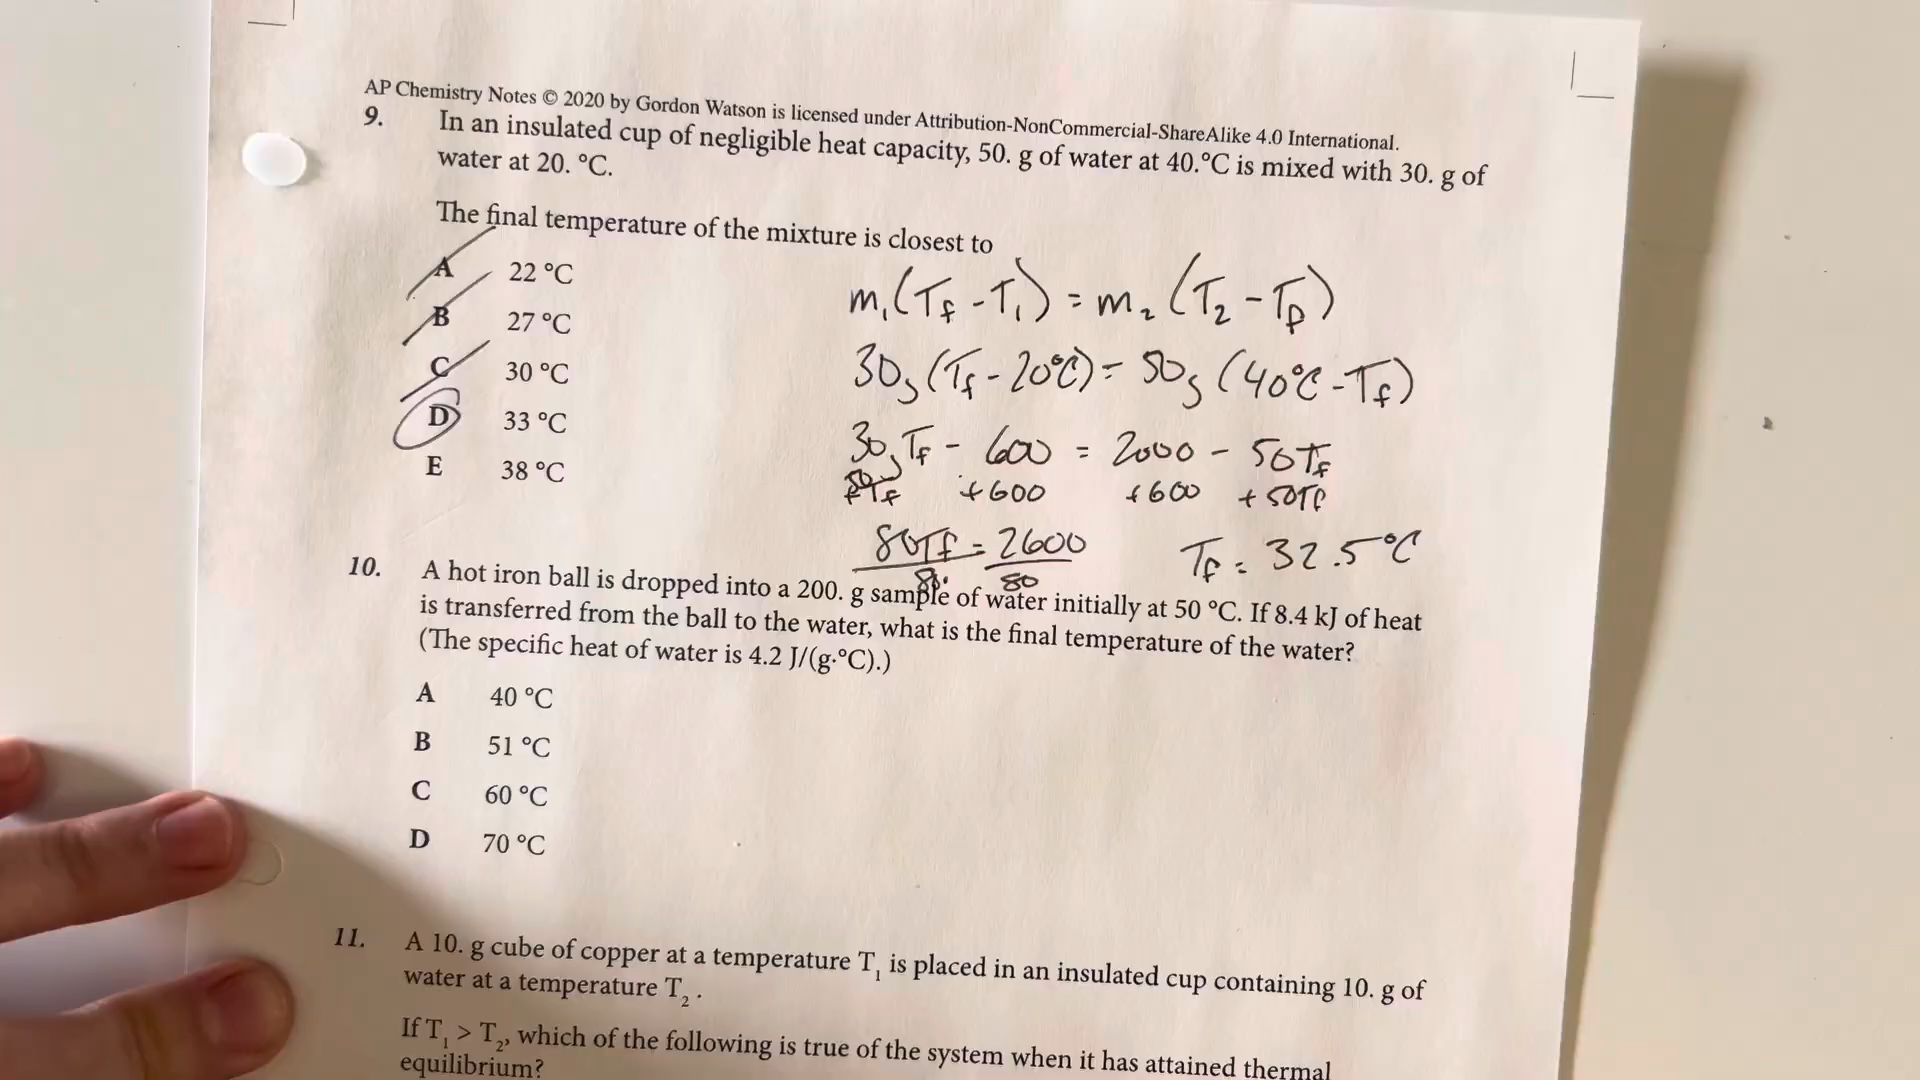 AP Chemistry Notes © 2020 by Gordon Watson is licensed under Attribution-NonCommercial-ShareAlike 4.0 International.
9. In an insulated cup of negligible heat capacity, 50. g of water at 40.°C is mixed with 30. g of
water at 20. °C.
The final temperature of the mixture is closest to
A 22 °C
B 27 °C
C 30 °C
D 33 °C
E 38 °C
m₁(Tf - T₁) = m₂(T₂ - Tf)
30g(Tf - 20°C) = 50g(40°C - Tf)
30Tf - 600 = 2000 - 50Tf
+600 +600 +50Tf
80Tf = 2600 Tf = 32.5°C
80 80
10. A hot iron ball is dropped into a 200. g sample of water initially at 50 °C. If 8.4 kJ of heat
is transferred from the ball to the water, what is the final temperature of the water?
(The specific heat of water is 4.2 J/(g·°C).)
A 40 °C
B 51 °C
C 60 °C
D 70 °C
11. A 10. g cube of copper at a temperature T₁ is placed in an insulated cup containing 10. g of
water at a temperature T₂ .
If T₁ > T₂, which of the following is true of the system when it has attained thermal
equilibrium?